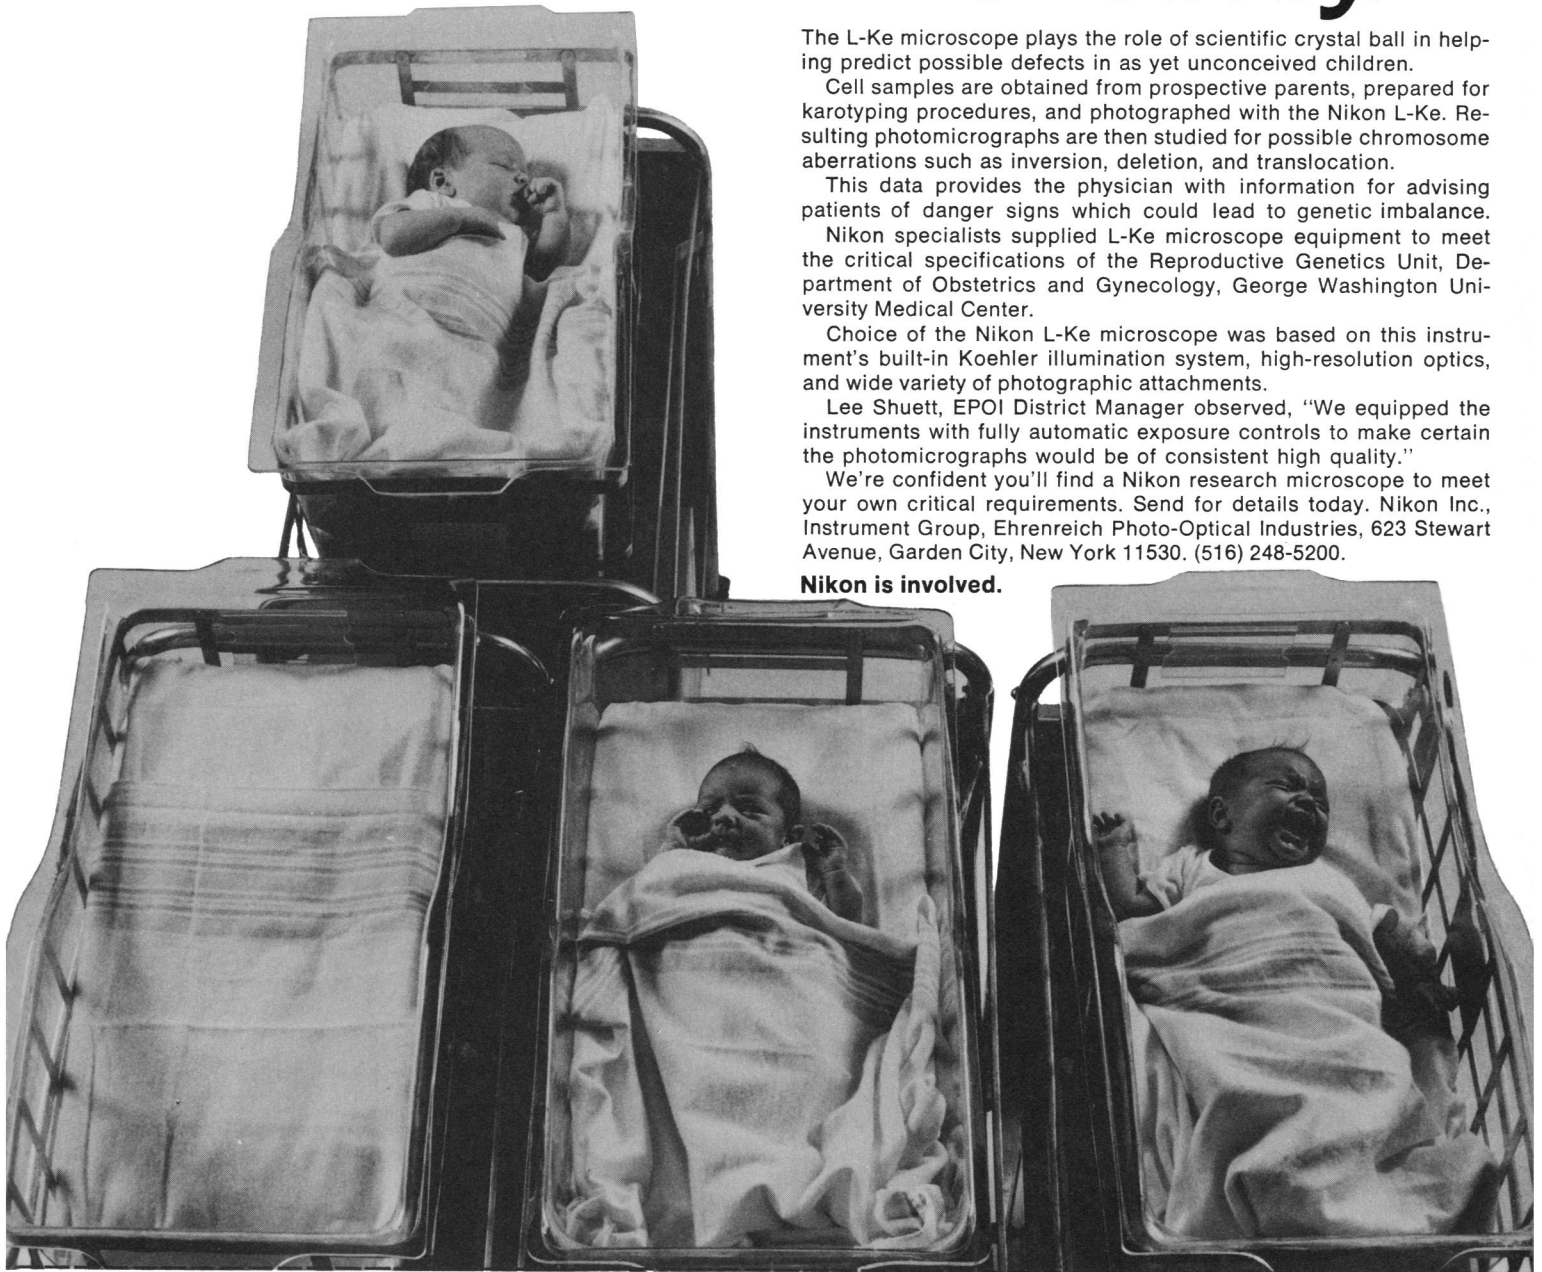 The L-Ke microscope plays the role of scientific crystal ball in help-
ing predict possible defects in as yet unconceived children.
Cell samples are obtained from prospective parents, prepared for
karotyping procedures, and photographed with the Nikon L-Ke. Re-
sulting photomicrographs are then studied for possible chromosome
aberrations such as inversion, deletion, and translocation.
This data provides the physician with information for advising
patients of danger signs which could lead to genetic imbalance.
Nikon specialists supplied L-Ke microscope equipment to meet
the critical specifications of the Reproductive Genetics Unit, De-
partment of Obstetrics and Gynecology, George Washington Uni-
versity Medical Center.
Choice of the Nikon L-Ke microscope was based on this instru-
ment's built-in Koehler illumination system, high-resolution optics,
and wide variety of photographic attachments.
Lee Shuett, EPOI District Manager observed, "We equipped the
instruments with fully automatic exposure controls to make certain
the photomicrographs would be of consistent high quality."
We're confident you'll find a Nikon research microscope to meet
your own critical requirements. Send for details today. Nikon Inc.,
Instrument Group, Ehrenreich Photo-Optical Industries, 623 Stewart
Avenue, Garden City, New York 11530. (516) 248-5200.
Nikon is involved.